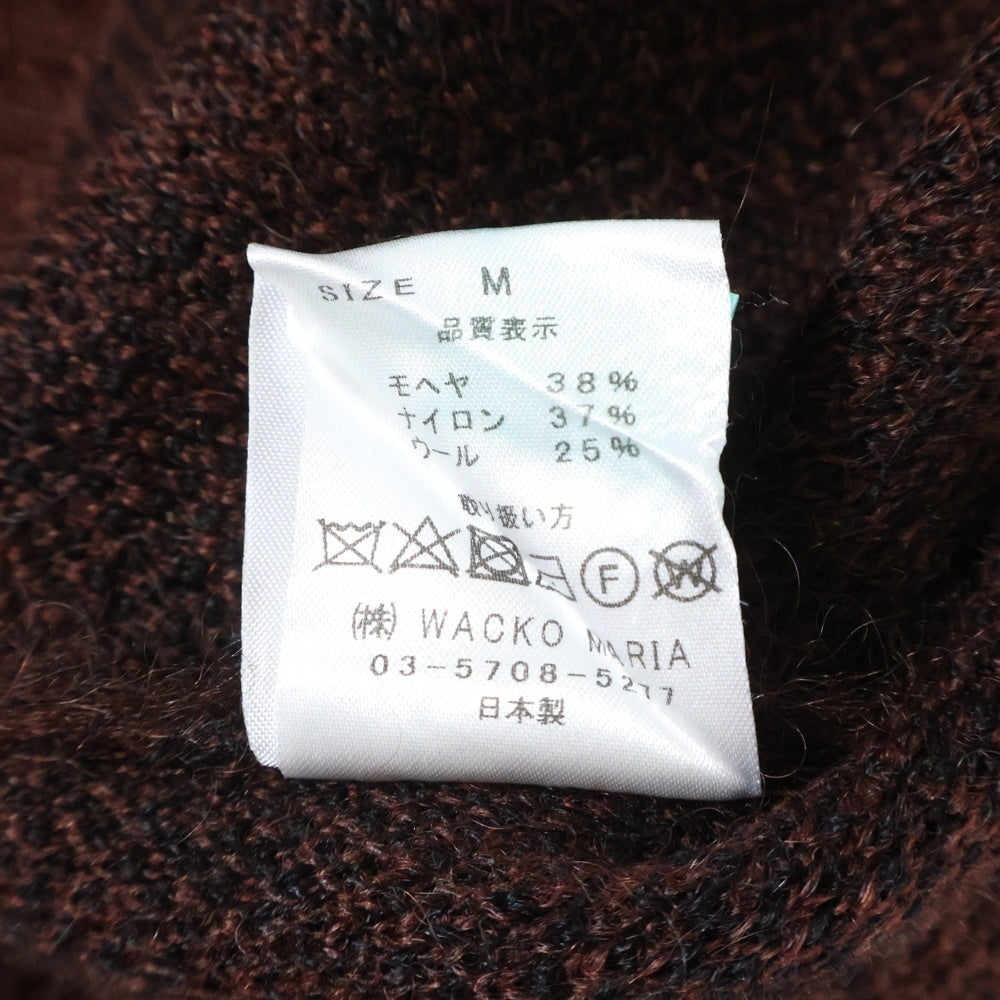 SIZE M
品質表示
モヘヤ 38%
ナイロン 37%
ウール 25%
取り扱い方
F W
㈱ WACKO MARIA
03-5708-5277
日本製